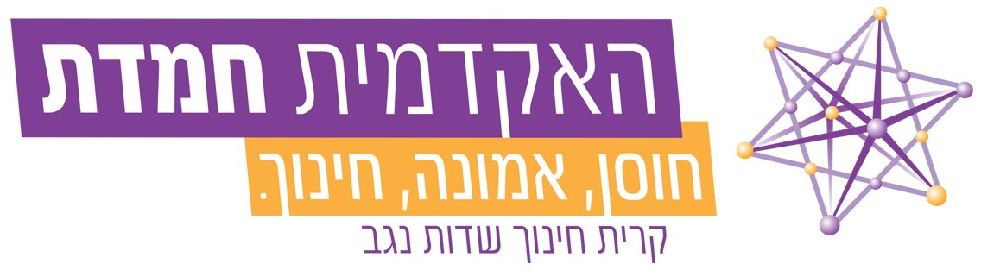 האקדמית חמדת
חוסן, אמונה, חינוך.
קרית חינוך שדות נגב